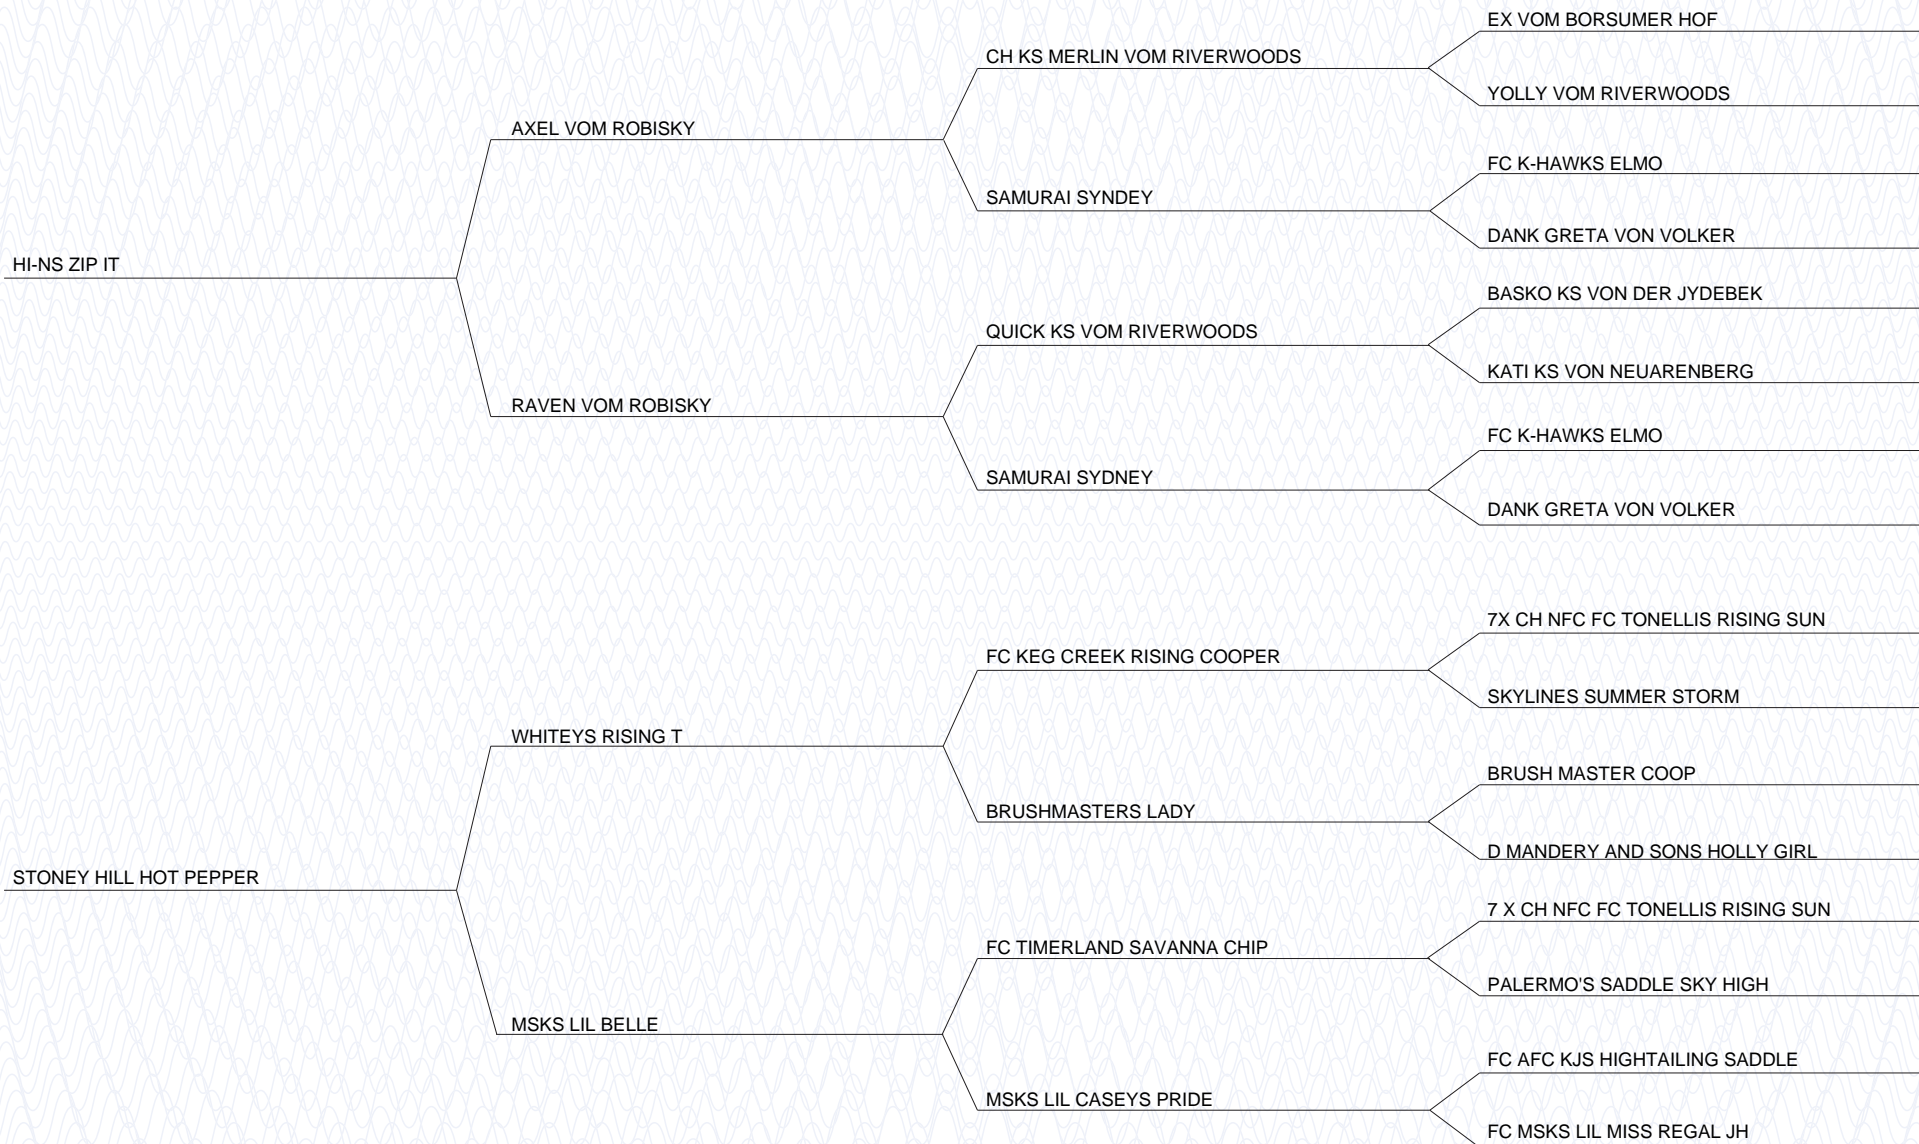 EX VOM BORSUMER HOF
CH KS MERLIN VOM RIVERWOODS
YOLLY VOM RIVERWOODS
AXEL VOM ROBISKY
FC K-HAWKS ELMO
SAMURAI SYNDEY
DANK GRETA VON VOLKER
HI-NS ZIP IT
BASKO KS VON DER JYDEBEK
QUICK KS VOM RIVERWOODS
KATI KS VON NEUARENBERG
RAVEN VOM ROBISKY
FC K-HAWKS ELMO
SAMURAI SYDNEY
DANK GRETA VON VOLKER
7X CH NFC FC TONELLIS RISING SUN
FC KEG CREEK RISING COOPER
SKYLINES SUMMER STORM
WHITEYS RISING T
BRUSH MASTER COOP
BRUSHMASTERS LADY
D MANDERY AND SONS HOLLY GIRL
STONEY HILL HOT PEPPER
7 X CH NFC FC TONELLIS RISING SUN
FC TIMERLAND SAVANNA CHIP
PALERMO'S SADDLE SKY HIGH
MSKS LIL BELLE
FC AFC KJS HIGHTAILING SADDLE
MSKS LIL CASEYS PRIDE
FC MSKS LIL MISS REGAL JH